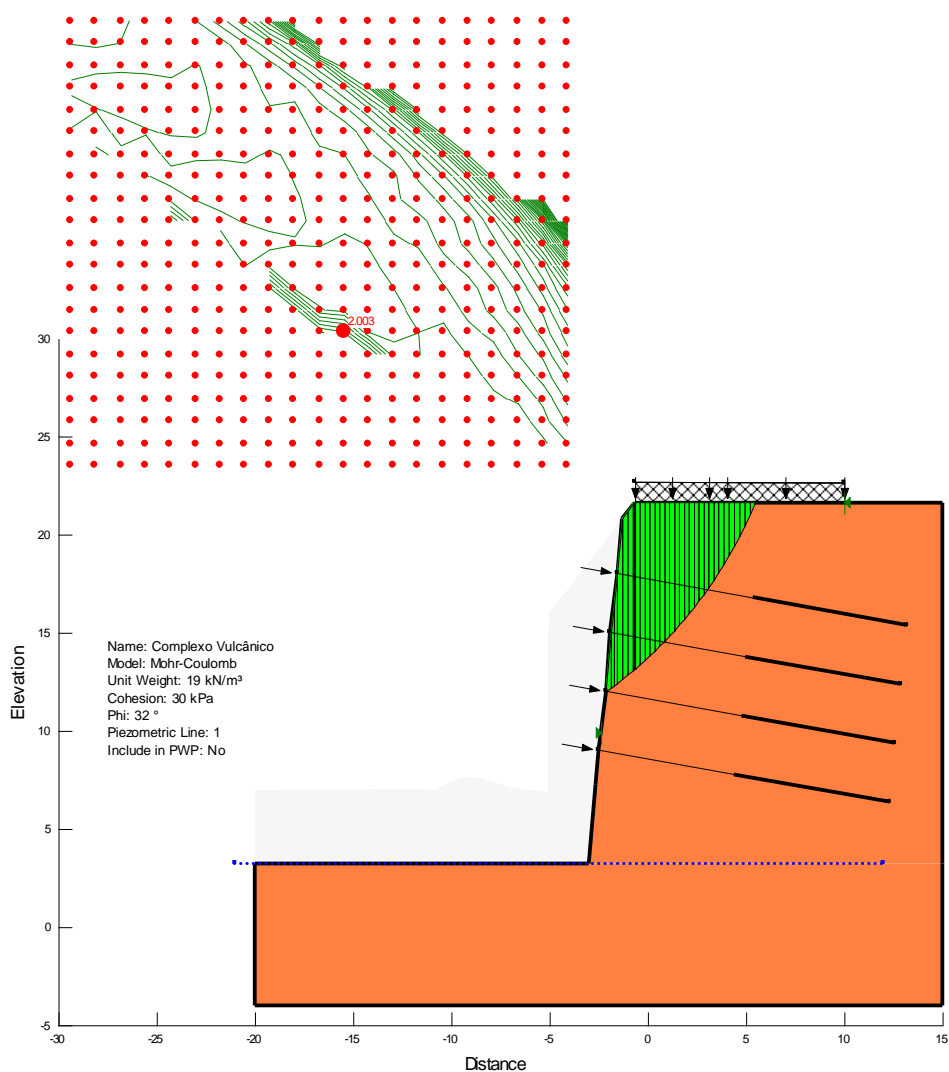 2.003
30
25
20
15
10
5
0
-5
Elevation
Name: Complexo Vulcânico
Model: Mohr-Coulomb
Unit Weight: 19 kN/m³
Cohesion: 30 kPa
Phi: 32 °
Piezometric Line: 1
Include in PWP: No
-30 -25 -20 -15 -10 -5 0 5 10 15
Distance